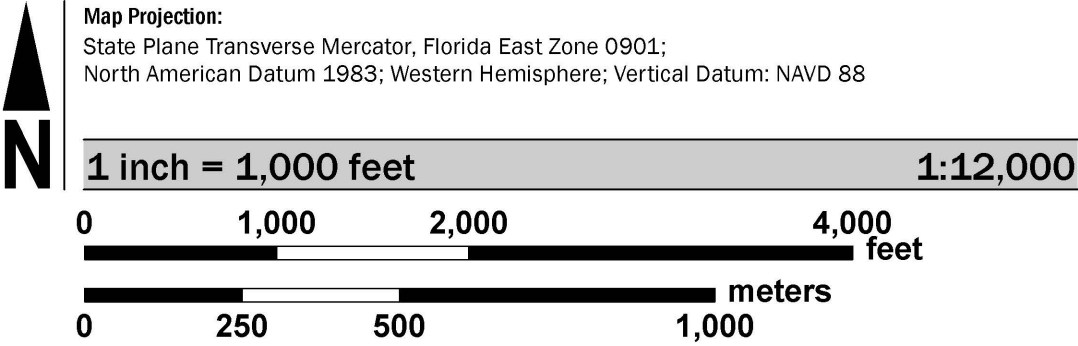 Map Projection:
State Plane Transverse Mercator, Florida East Zone 0901;
North American Datum 1983; Western Hemisphere; Vertical Datum: NAVD 88
N
1 inch = 1,000 feet 1:12,000
0 1,000 2,000 4,000
feet
meters
0 250 500 1,000